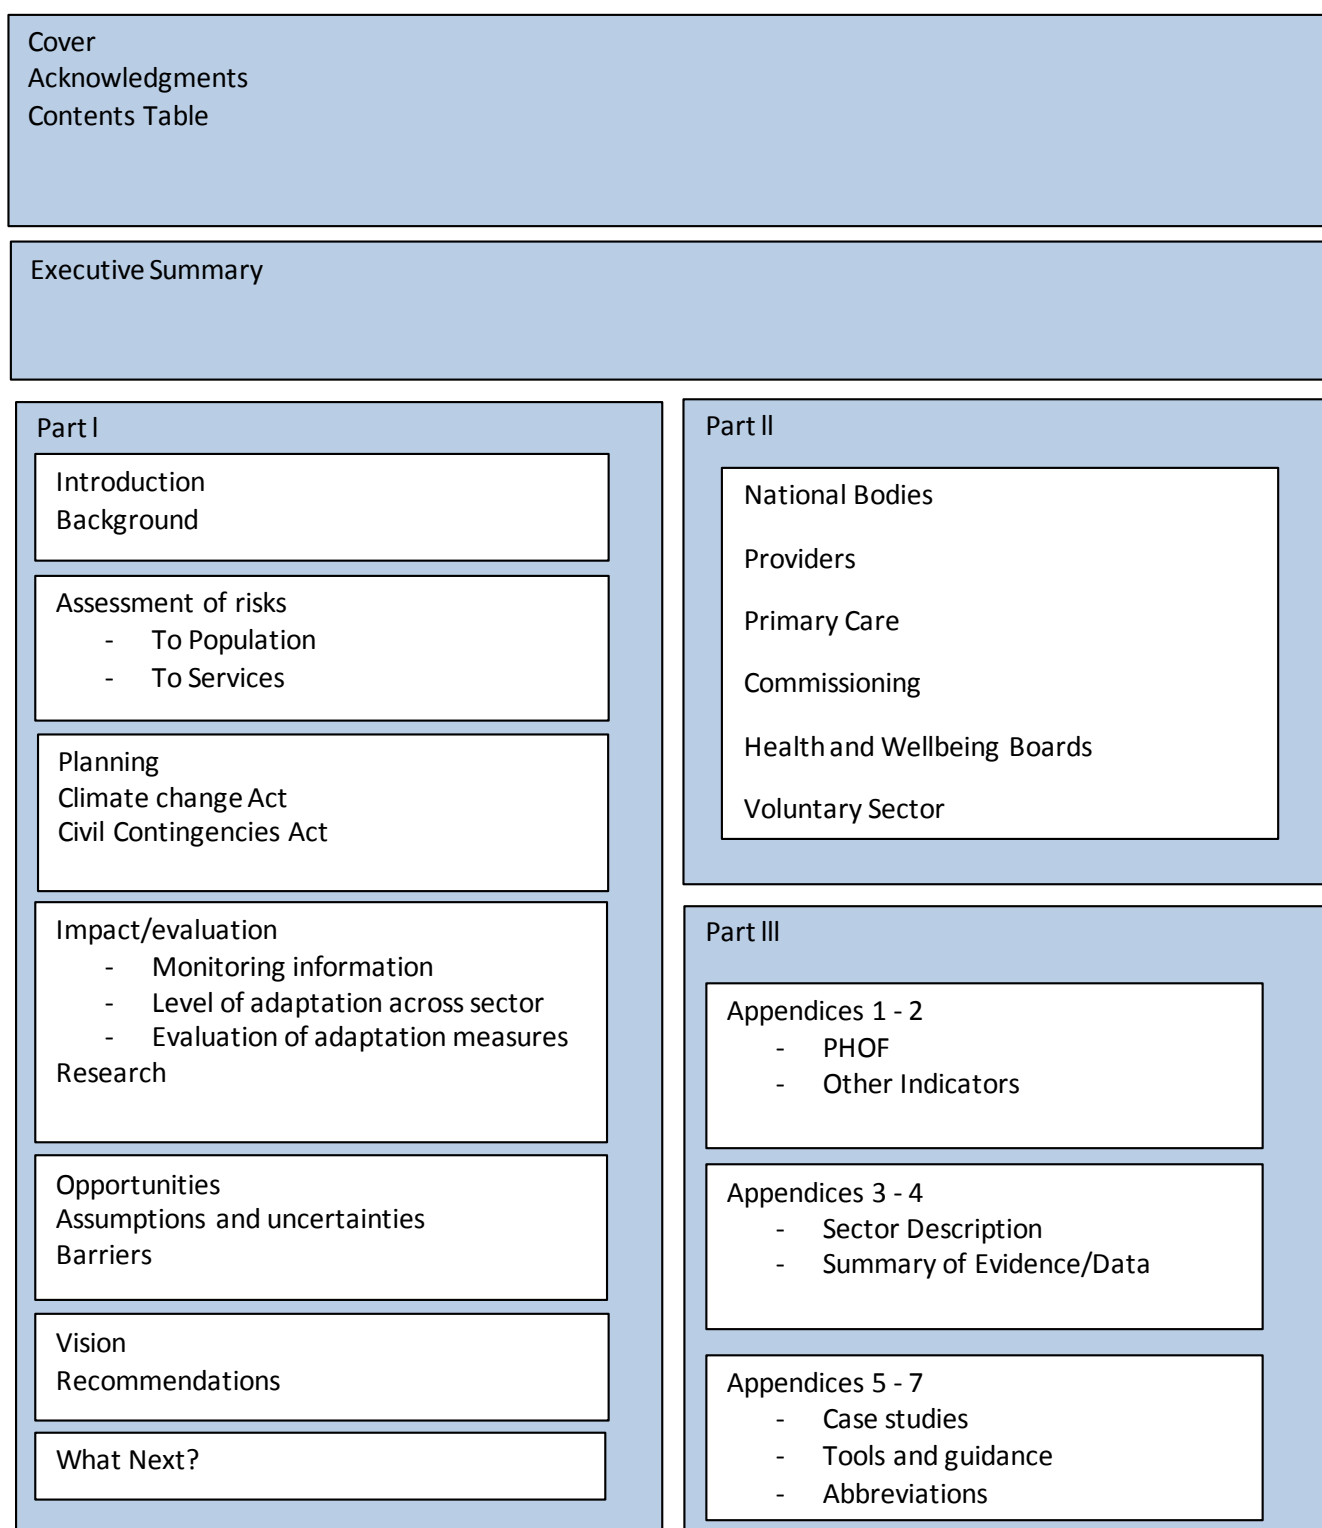 Cover
Acknowledgments
Contents Table
Executive Summary
Part I
Introduction
Background
Assessment of risks
- To Population
- To Services
Planning
Climate change Act
Civil Contingencies Act
Impact/evaluation
- Monitoring information
- Level of adaptation across sector
- Evaluation of adaptation measures
Research
Opportunities
Assumptions and uncertainties
Barriers
Vision
Recommendations
What Next?
Part ll
National Bodies
Providers
Primary Care
Commissioning
Health and Wellbeing Boards
Voluntary Sector
Part lll
Appendices 1 - 2
- PHOF
- Other Indicators
Appendices 3 - 4
- Sector Description
- Summary of Evidence/Data
Appendices 5 - 7
- Case studies
- Tools and guidance
- Abbreviations